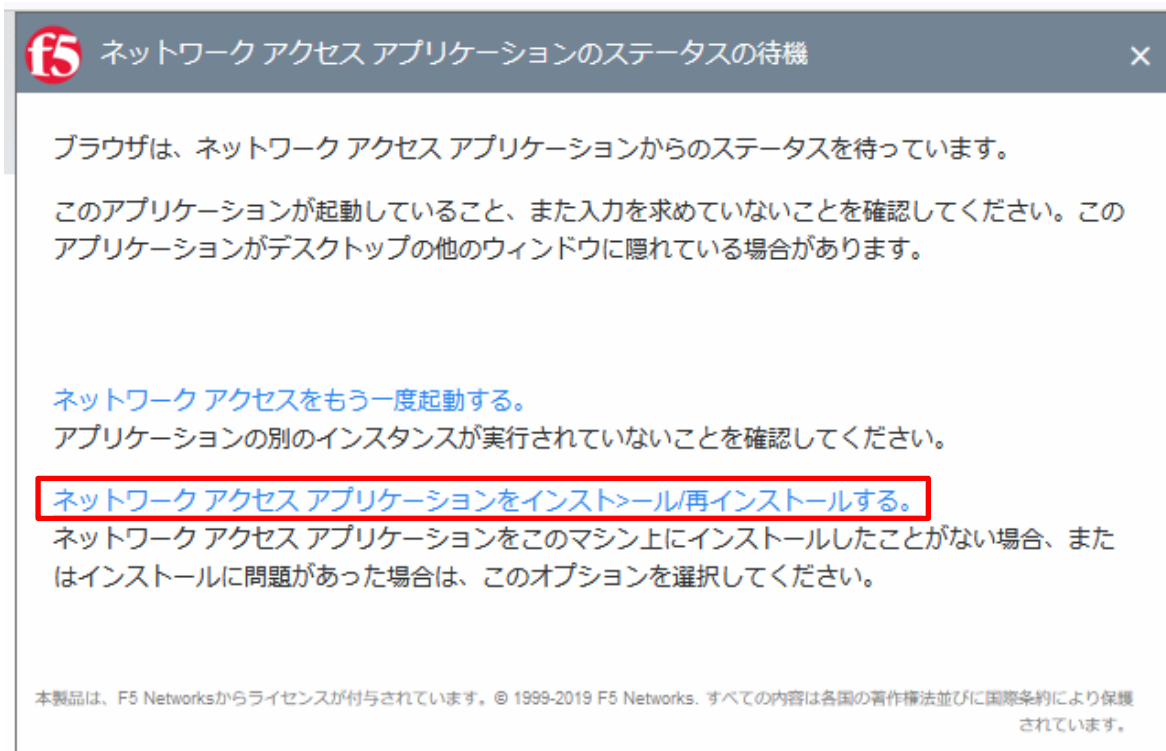 f5 ネットワーク アクセス アプリケーションのステータスの待機 ×
ブラウザは、ネットワーク アクセス アプリケーションからのステータスを待っています。
このアプリケーションが起動していること、また入力を求めていないことを確認してください。この
アプリケーションがデスクトップの他のウィンドウに隠れている場合があります。
ネットワーク アクセスをもう一度起動する。
アプリケーションの別のインスタンスが実行されていないことを確認してください。
ネットワーク アクセス アプリケーションをインスト>ール/再インストールする。
ネットワーク アクセス アプリケーションをこのマシン上にインストールしたことがない場合、また
はインストールに問題があった場合は、このオプションを選択してください。
本製品は、F5 Networksからライセンスが付与されています。© 1999-2019 F5 Networks. すべての内容は各国の著作権法並びに国際条約により保護
されています。